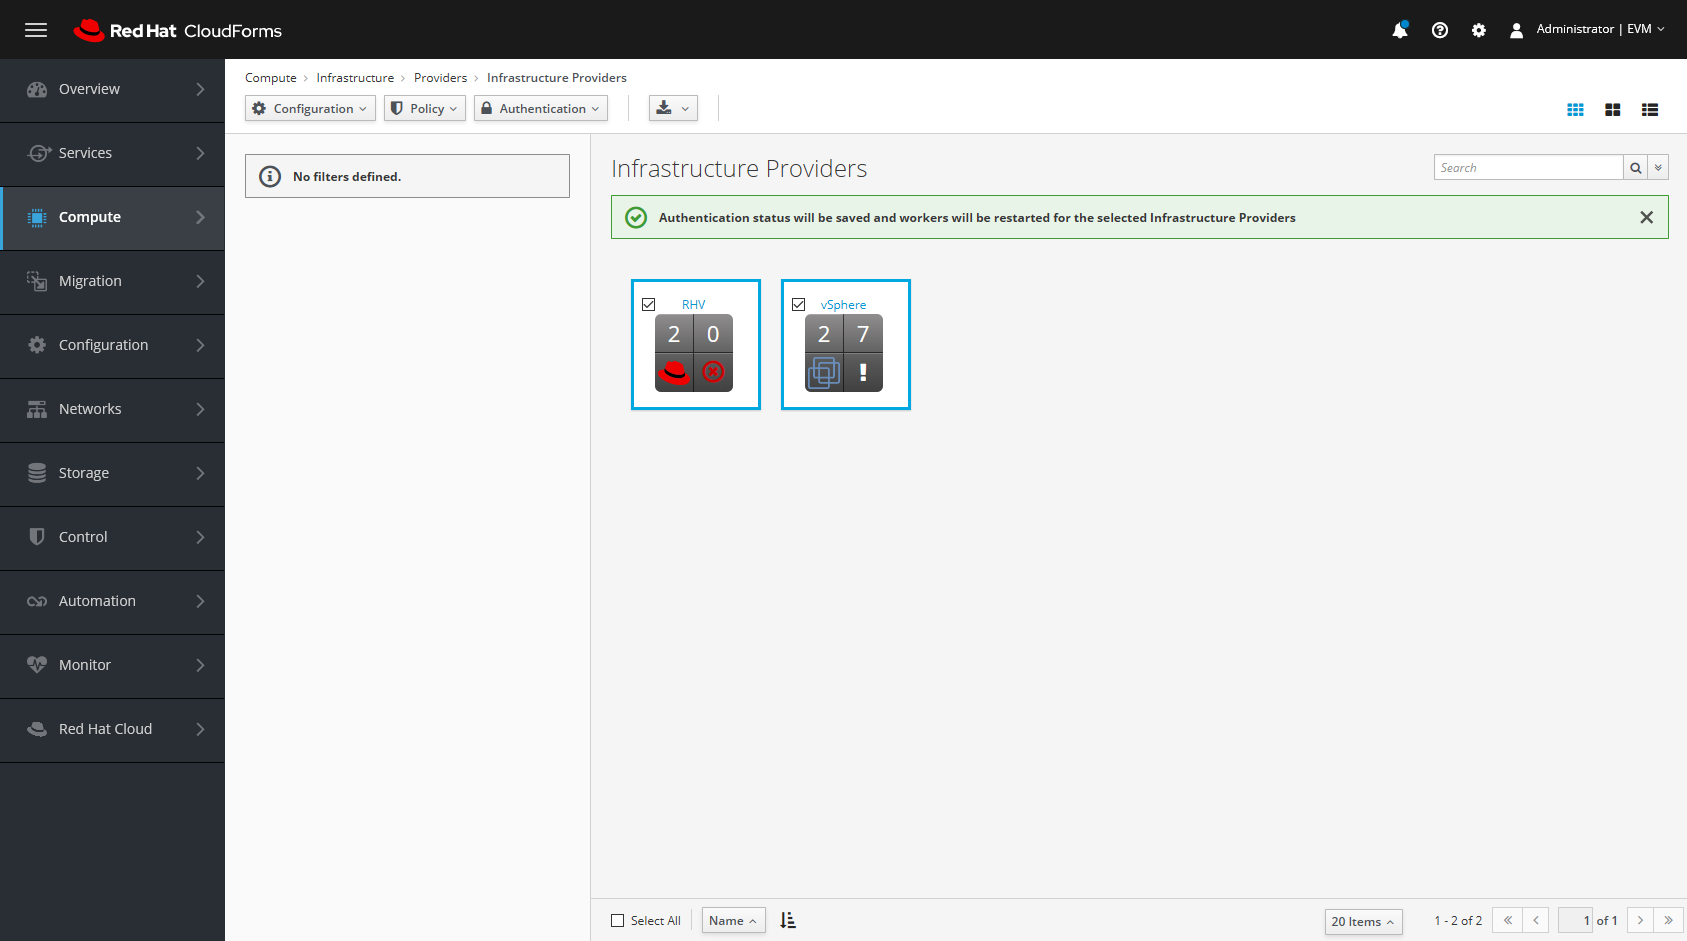 Red Hat CloudForms
Administrator | EVM
Overview
Services
Compute
Migration
Configuration
Networks
Storage
Control
Automation
Monitor
Red Hat Cloud
Compute > Infrastructure > Providers > Infrastructure Providers
Configuration Policy Authentication
No filters defined.
Infrastructure Providers
Search
Authentication status will be saved and workers will be restarted for the selected Infrastructure Providers
RHV vSphere
2 0 2 7
!
Select All Name 20 Items 1 - 2 of 2 « < 1 of 1 > »